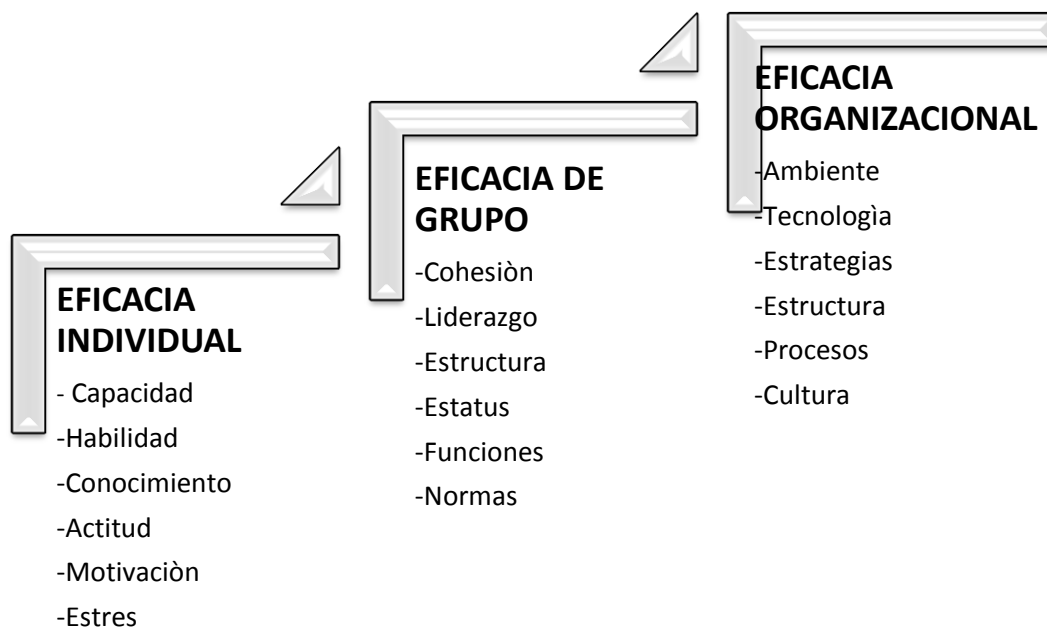 EFICACIA
INDIVIDUAL
- Capacidad
-Habilidad
-Conocimiento
-Actitud
-Motivaciòn
-Estres
EFICACIA DE
GRUPO
-Cohesiòn
-Liderazgo
-Estructura
-Estatus
-Funciones
-Normas
EFICACIA
ORGANIZACIONAL
-Ambiente
-Tecnologìa
-Estrategias
-Estructura
-Procesos
-Cultura